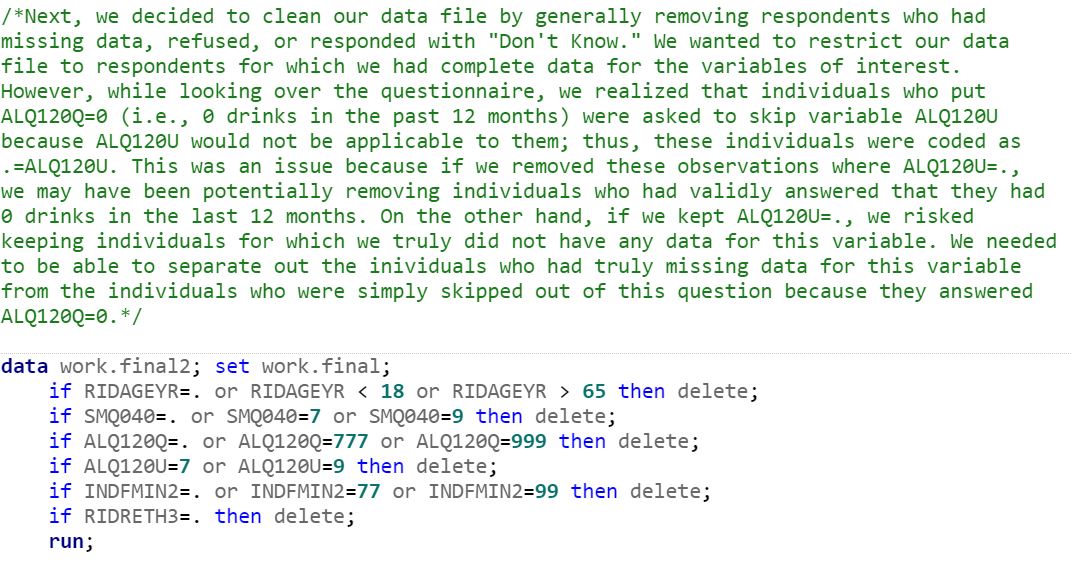 /*Next, we decided to clean our data file by generally removing respondents who had
missing data, refused, or responded with "Don't Know." We wanted to restrict our data
file to respondents for which we had complete data for the variables of interest.
However, while looking over the questionnaire, we realized that individuals who put
ALQ120Q=0 (i.e., 0 drinks in the past 12 months) were asked to skip variable ALQ120U
because ALQ120U would not be applicable to them; thus, these individuals were coded as
.=ALQ120U. This was an issue because if we removed these observations where ALQ120U=.,
we may have been potentially removing individuals who had validly answered that they had
0 drinks in the last 12 months. On the other hand, if we kept ALQ120U=., we risked
keeping individuals for which we truly did not have any data for this variable. We needed
to be able to separate out the inividuals who had truly missing data for this variable
from the individuals who were simply skipped out of this question because they answered
ALQ120Q=0.*/
data work.final2; set work.final;
if RIDAGEYR=. or RIDAGEYR < 18 or RIDAGEYR > 65 then delete;
if SMQ040=. or SMQ040=7 or SMQ040=9 then delete;
if ALQ120Q=. or ALQ120Q=777 or ALQ120Q=999 then delete;
if ALQ120U=7 or ALQ120U=9 then delete;
if INDFMIN2=. or INDFMIN2=77 or INDFMIN2=99 then delete;
if RIDRETH3=. then delete;
run;